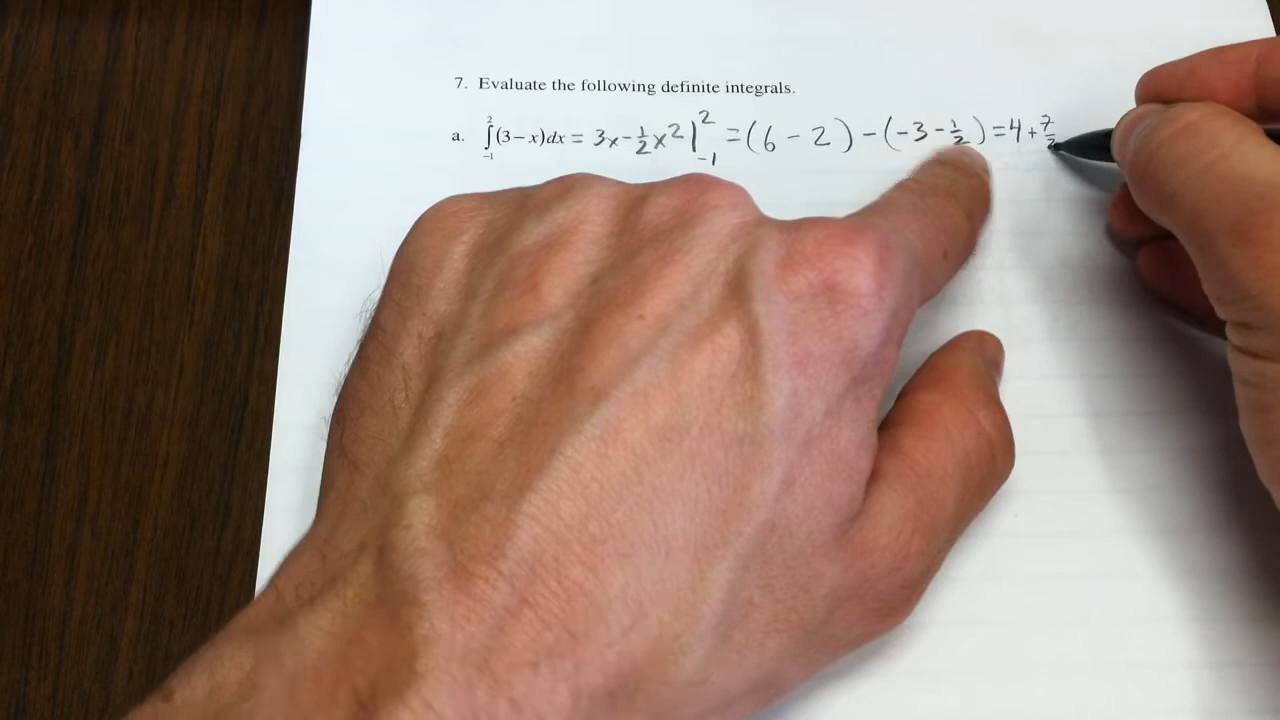 7. Evaluate the following definite integrals.
a. ∫₋₁² (3−x)dx = 3x − ½x² |₋₁² = (6 − 2) − (−3 − ½) = 4 + 7/2